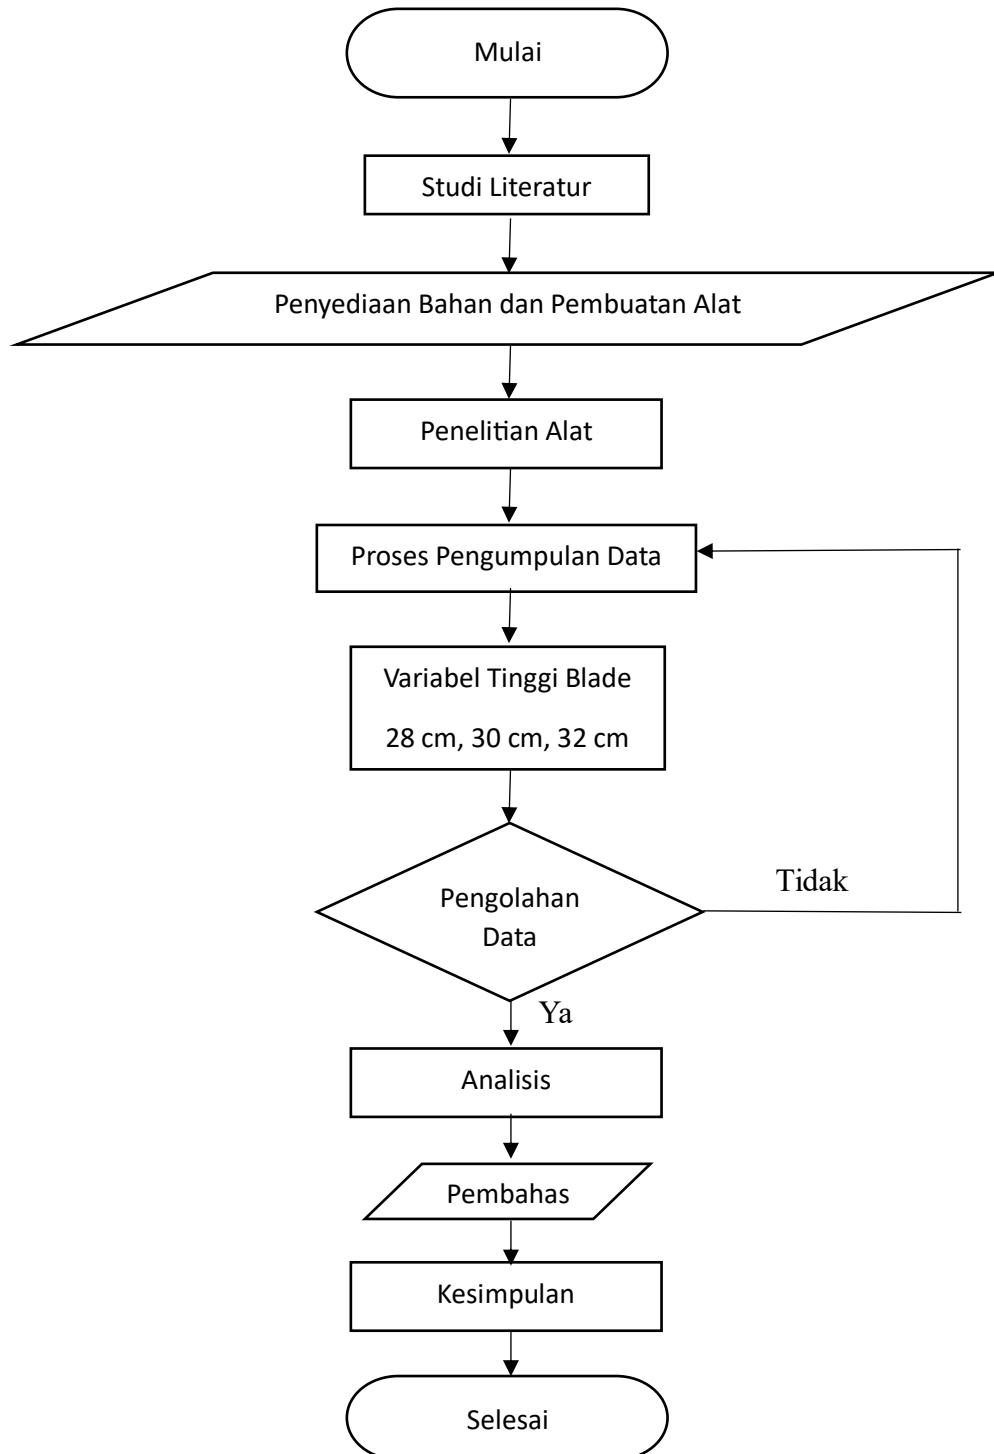 Mulai
Studi Literatur
Penyediaan Bahan dan Pembuatan Alat
Penelitian Alat
Proses Pengumpulan Data
Variabel Tinggi Blade
28 cm, 30 cm, 32 cm
Tidak
Pengolahan
Data
Ya
Analisis
Pembahas
Kesimpulan
Selesai